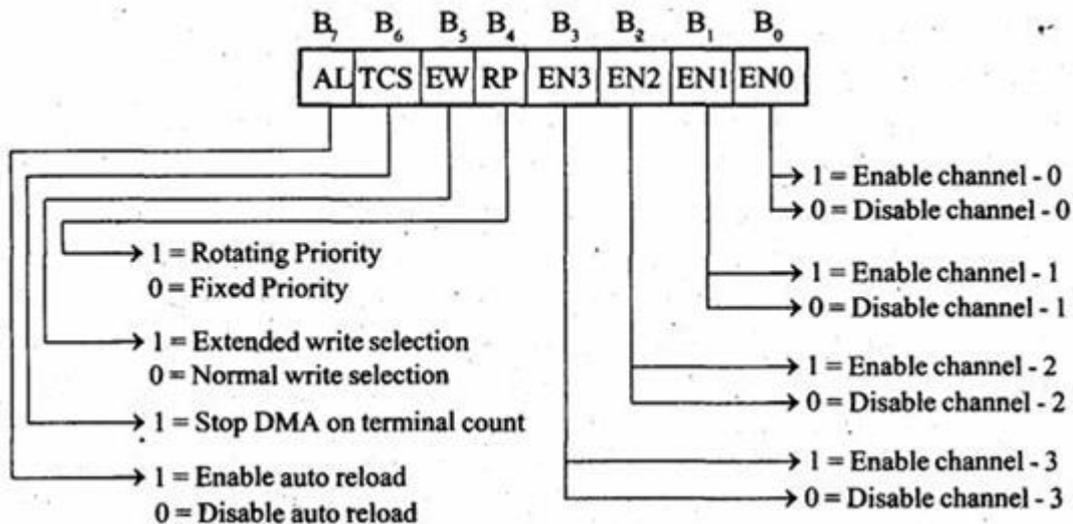 B7 B6 B5 B4 B3 B2 B1 B0
AL TCS EW RP EN3 EN2 EN1 EN0
1 = Enable channel - 0
0 = Disable channel - 0
1 = Rotating Priority
0 = Fixed Priority
1 = Enable channel - 1
0 = Disable channel - 1
1 = Extended write selection
0 = Normal write selection
1 = Enable channel - 2
0 = Disable channel - 2
1 = Stop DMA on terminal count
1 = Enable channel - 3
0 = Disable channel - 3
1 = Enable auto reload
0 = Disable auto reload